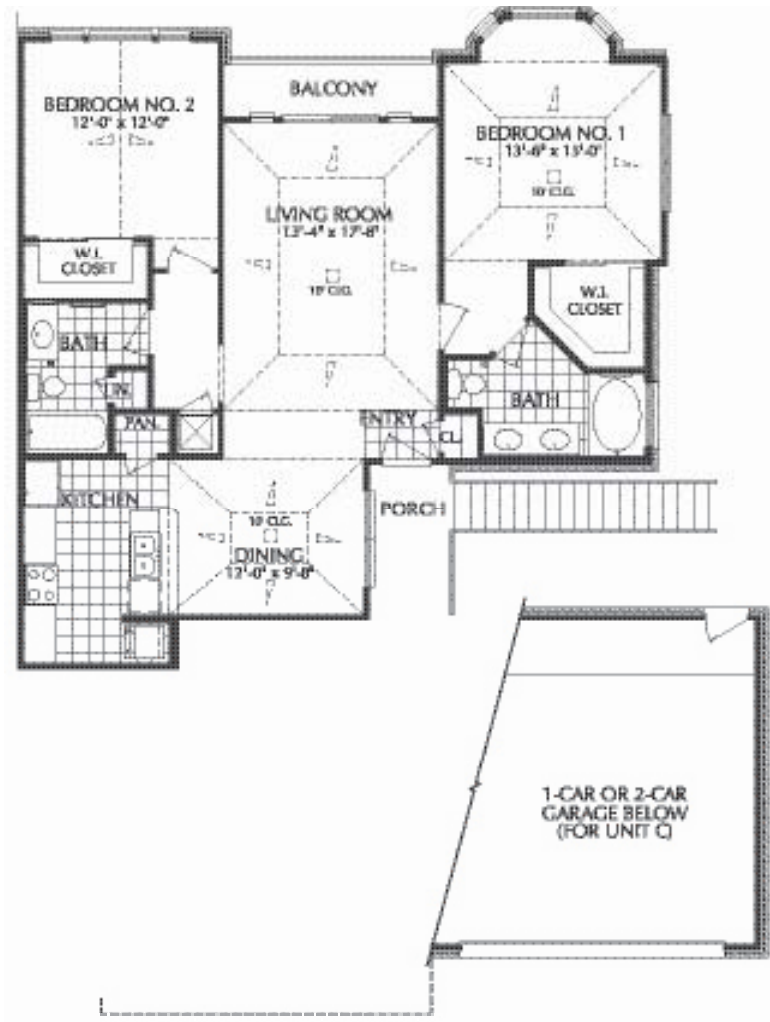 BALCONY
BEDROOM NO. 2
12'-0" x 12'-0"
BEDROOM NO. 1
13'-6" x 15'-0"
10' CLG.
LIVING ROOM
13'-4" x 17'-8"
10' CLG.
W.I.
CLOSET
W.I.
CLOSET
BATH
LIN.
PAN.
ENTRY
CL.
BATH
KITCHEN
10' CLG.
DINING
12'-0" x 9'-8"
PORCH
1-CAR OR 2-CAR
GARAGE BELOW
(FOR UNIT C)